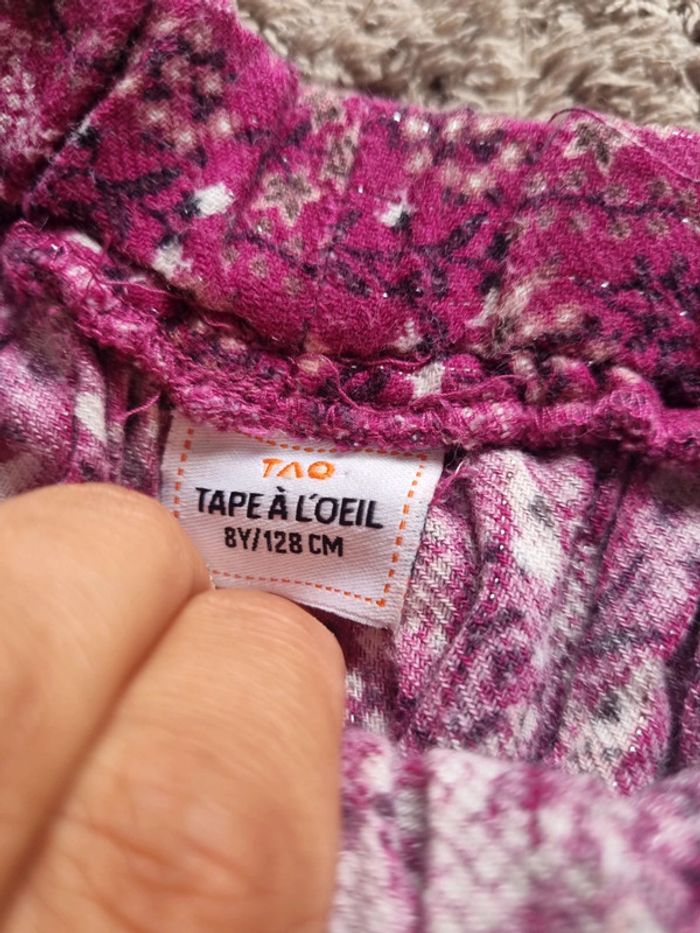 TAO
TAPE À L'OEIL
8Y/128 CM